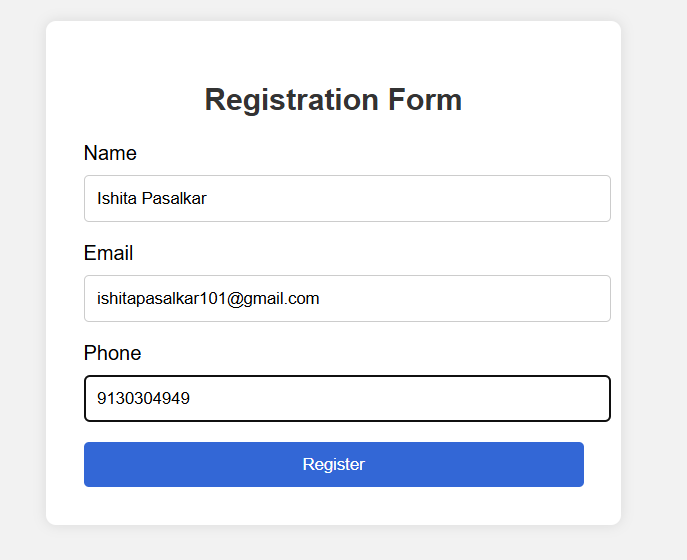 Registration Form
Name
Ishita Pasalkar
Email
ishitapasalkar101@gmail.com
Phone
9130304949
Register